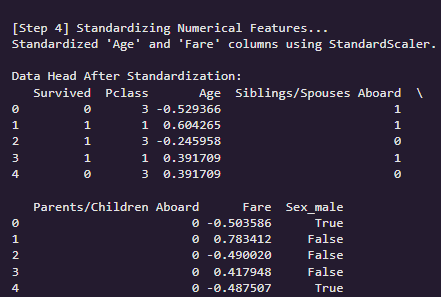 [Step 4] Standardizing Numerical Features...
Standardized 'Age' and 'Fare' columns using StandardScaler.
Data Head After Standardization:
   Survived  Pclass       Age  Siblings/Spouses Aboard  \
0         0       3 -0.529366                        1
1         1       1  0.604265                        1
2         1       3 -0.245958                        0
3         1       1  0.391709                        1
4         0       3  0.391709                        0
   Parents/Children Aboard      Fare  Sex_male
0                        0 -0.503586      True
1                        0  0.783412     False
2                        0 -0.490020     False
3                        0  0.417948     False
4                        0 -0.487507      True